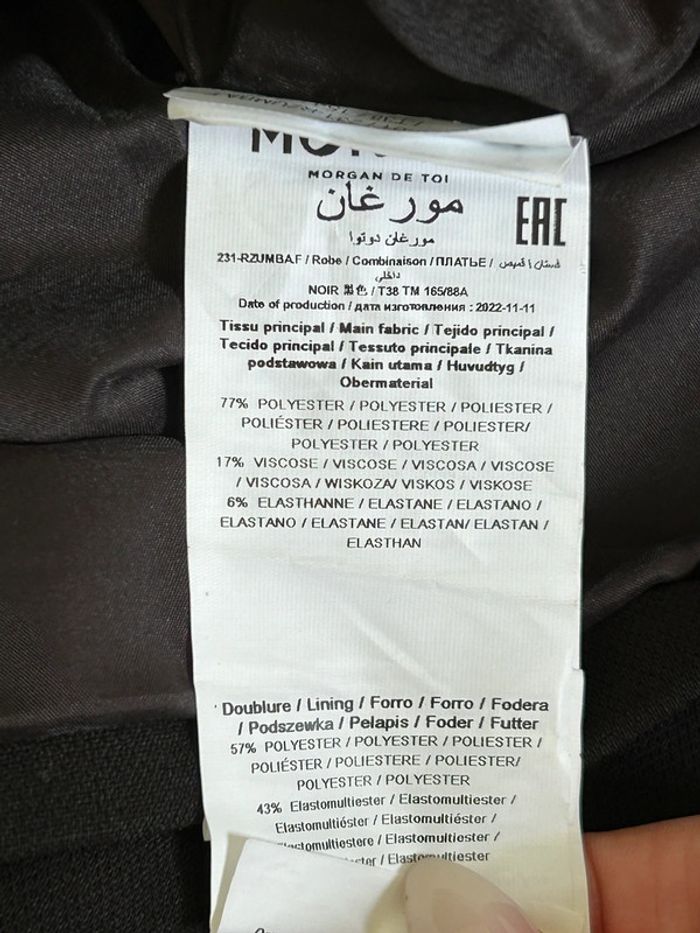 MORGAN DE TOI
مورغان
EAC
مورغان دوتوا
231-RZUMBAF / Robe / Combinaison / ПЛАТЬЕ / فستان / قميص
داخلي
NOIR 黑色 / T38 TM 165/88A
Date of production / дата изготовления : 2022-11-11
Tissu principal / Main fabric / Tejido principal /
Tecido principal / Tessuto principale / Tkanina
podstawowa / Kain utama / Huvudtyg /
Obermaterial
77% POLYESTER / POLYESTER / POLIESTER /
POLIÉSTER / POLIESTERE / POLIESTER/
POLYESTER / POLYESTER
17% VISCOSE / VISCOSE / VISCOSA / VISCOSE
/ VISCOSA / WISKOZA/ VISKOS / VISKOSE
6% ELASTHANNE / ELASTANE / ELASTANO /
ELASTANO / ELASTANE / ELASTAN/ ELASTAN /
ELASTHAN
Doublure / Lining / Forro / Forro / Fodera
/ Podszewka / Pelapis / Foder / Futter
57% POLYESTER / POLYESTER / POLIESTER /
POLIÉSTER / POLIESTERE / POLIESTER/
POLYESTER / POLYESTER
43% Elastomultiester / Elastomultiester /
Elastomultiéster / Elastomultiéster /
/ Elastomultiester /
/ Elastomultiester